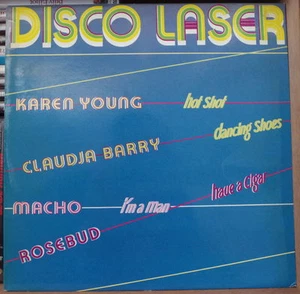 DISCO LASER
KAREN YOUNG hot Shot
CLAUDJA BARRY dancing Shoes
MACHO I'm a Man
ROSEBUD have a Cigar